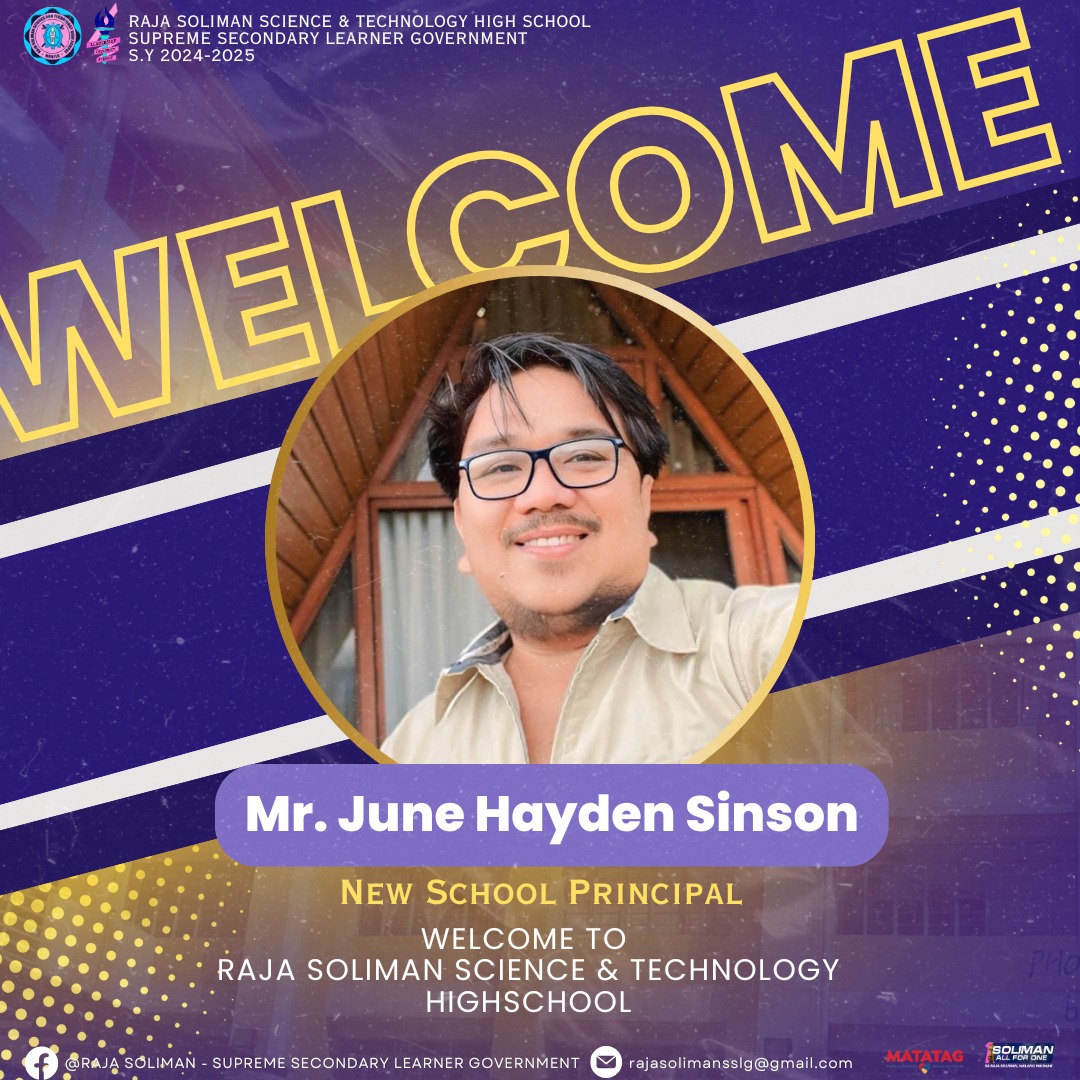 RAJA SOLIMAN SCIENCE & TECHNOLOGY HIGH SCHOOL
SUPREME SECONDARY LEARNER GOVERNMENT
S.Y 2024-2025
WELCOME
Mr. June Hayden Sinson
New School Principal
WELCOME TO
RAJA SOLIMAN SCIENCE & TECHNOLOGY
HIGHSCHOOL
@RAJA SOLIMAN - SUPREME SECONDARY LEARNER GOVERNMENT
rajasolimansslg@gmail.com
MATATAG
1SOLIMAN
ALL FOR ONE